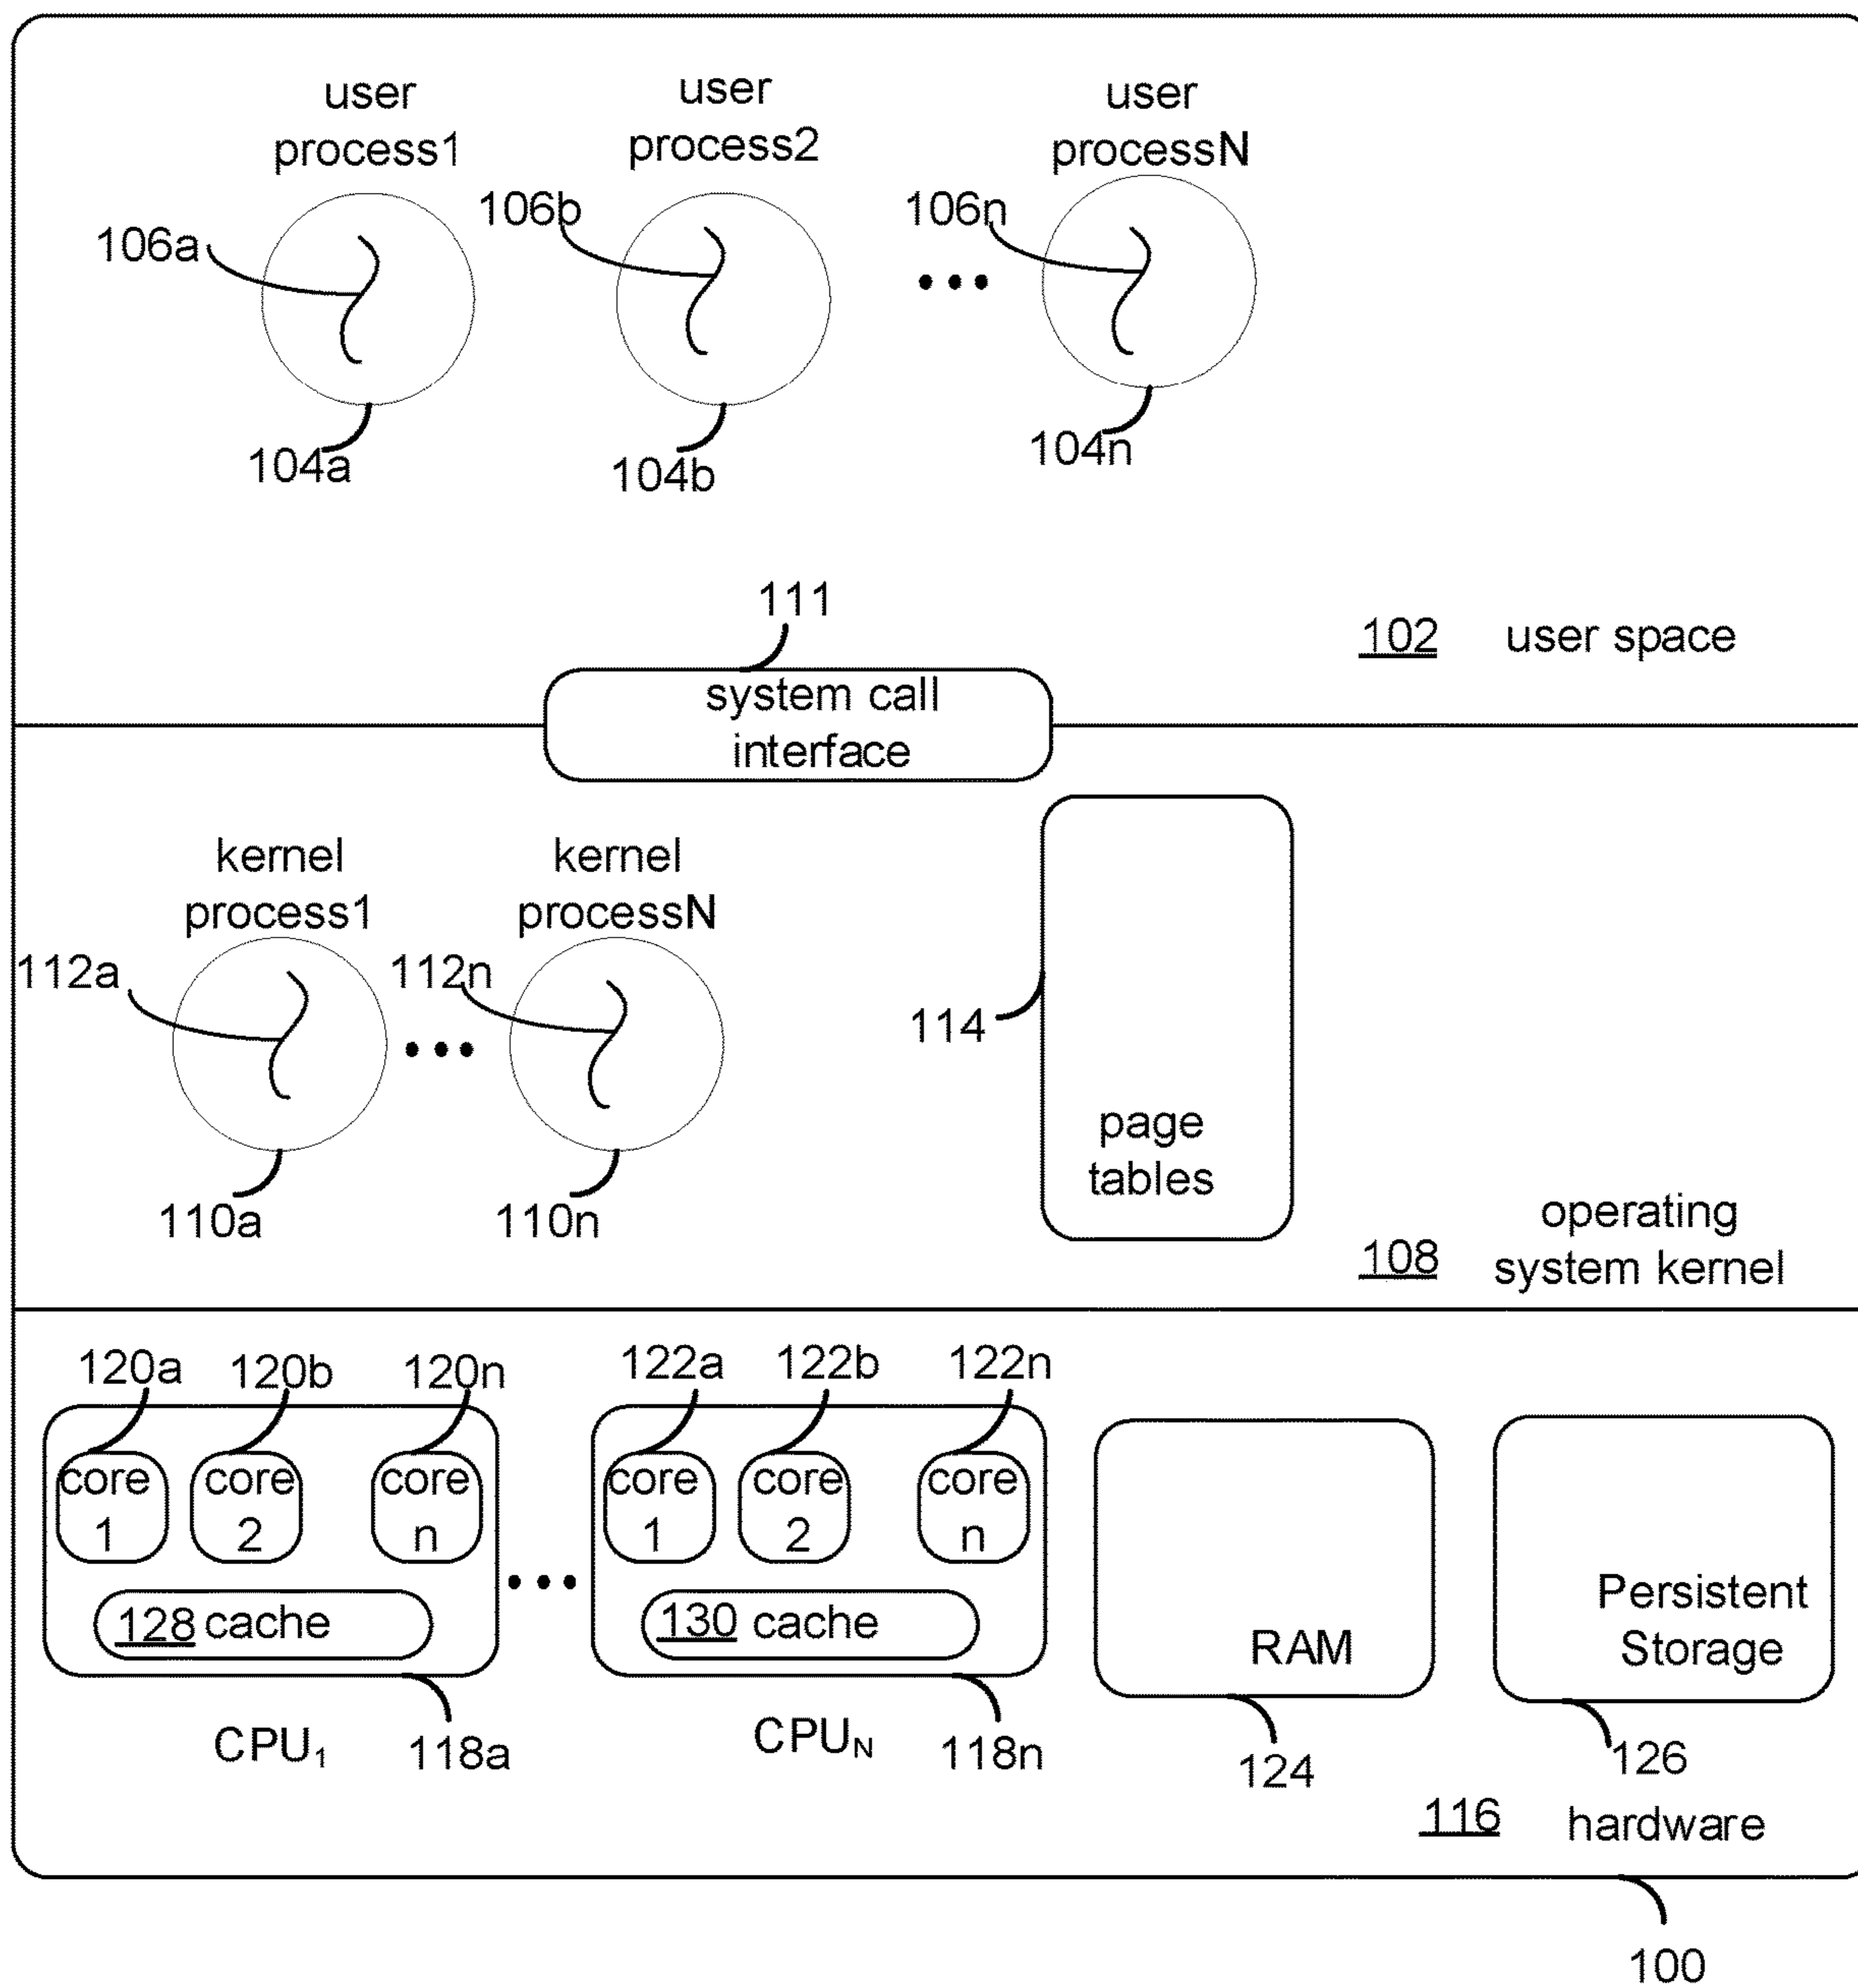 user
process1
user
process2
user
processN
106a
106b
106n
104a
104b
104n
111
102 user space
system call
interface
kernel
process1
kernel
processN
112a
112n
114
page
tables
110a
110n
operating
108 system kernel
120a
120b
120n
122a
122b
122n
core
1
core
2
core
n
core
1
core
2
core
n
128 cache
130 cache
RAM
Persistent
Storage
CPU₁
118a
CPU_N
118n
124
126
116 hardware
100